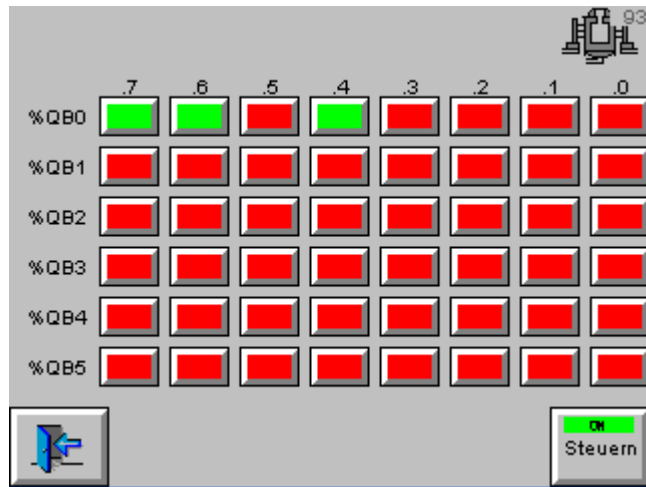 93
.7 .6 .5 .4 .3 .2 .1 .0
%QB0
%QB1
%QB2
%QB3
%QB4
%QB5
ON
Steuern